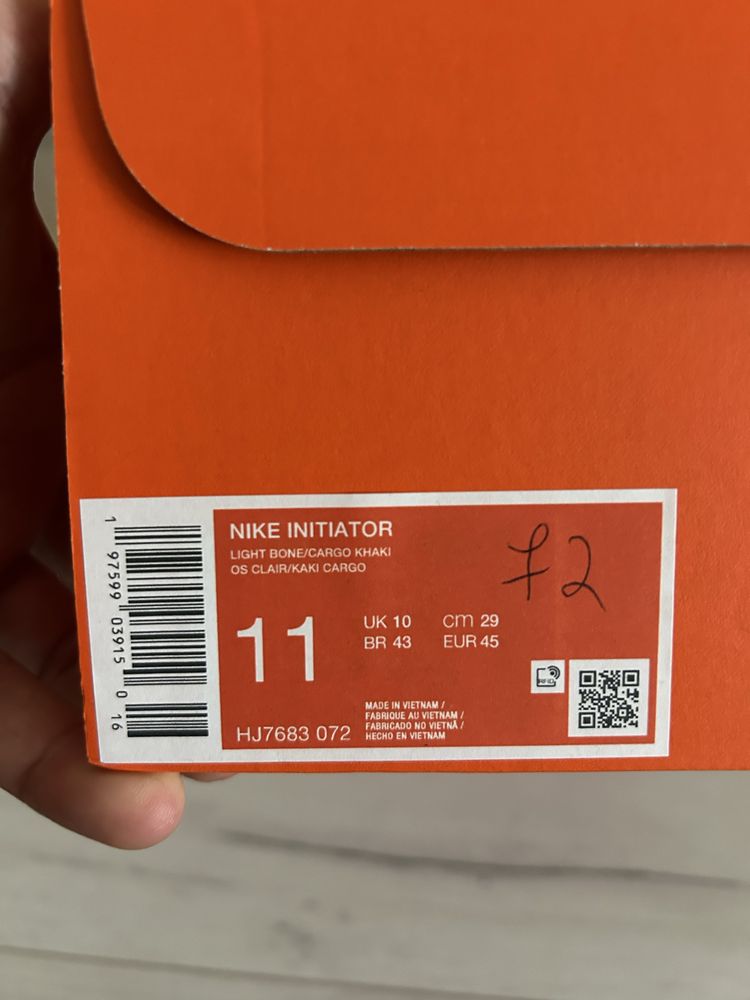 NIKE INITIATOR
LIGHT BONE/CARGO KHAKI
OS CLAIR/KAKI CARGO
72
11
UK 10 cm 29
BR 43 EUR 45
RFID
HJ7683 072
MADE IN VIETNAM /
FABRIQUE AU VIETNAM /
FABRICADO NO VIETNÃ /
HECHO EN VIETNAM
1 97599 03915 0 16